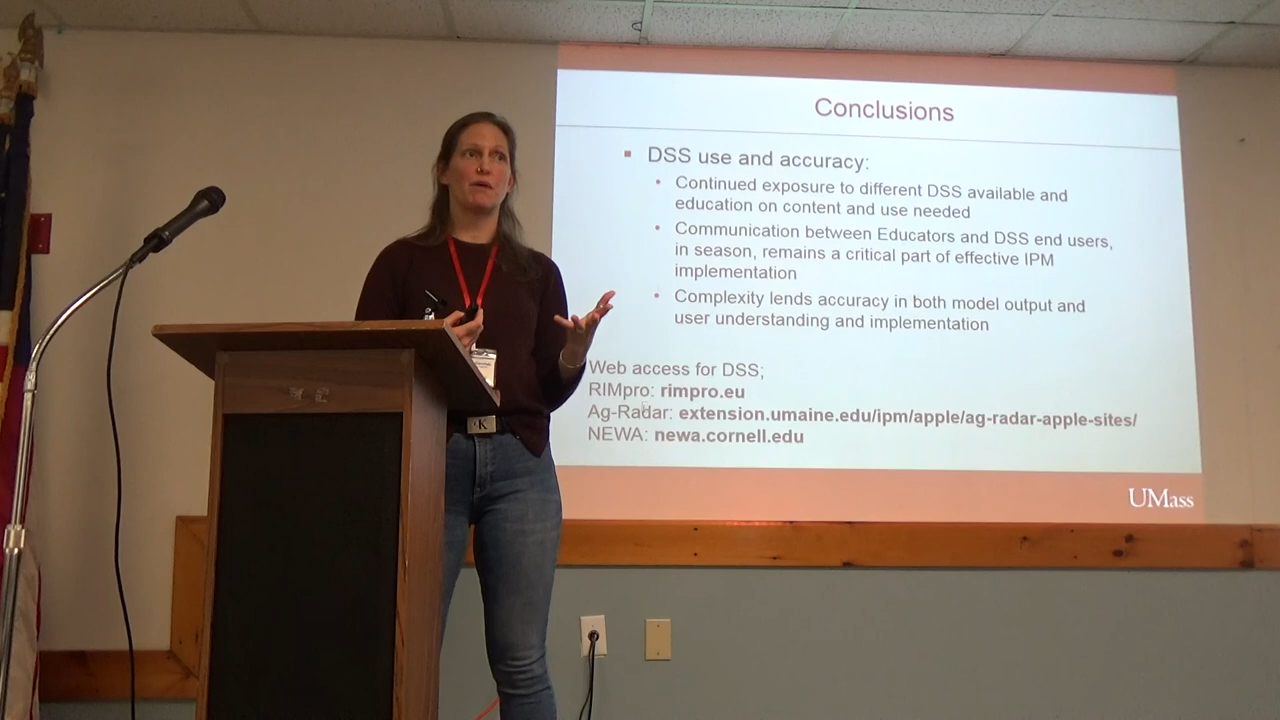 Conclusions
DSS use and accuracy:
Continued exposure to different DSS available and
education on content and use needed
Communication between Educators and DSS end users,
in season, remains a critical part of effective IPM
implementation
Complexity lends accuracy in both model output and
user understanding and implementation
Web access for DSS;
RIMpro: rimpro.eu
Ag-Radar: extension.umaine.edu/ipm/apple/ag-radar-apple-sites/
NEWA: newa.cornell.edu
UMass
K